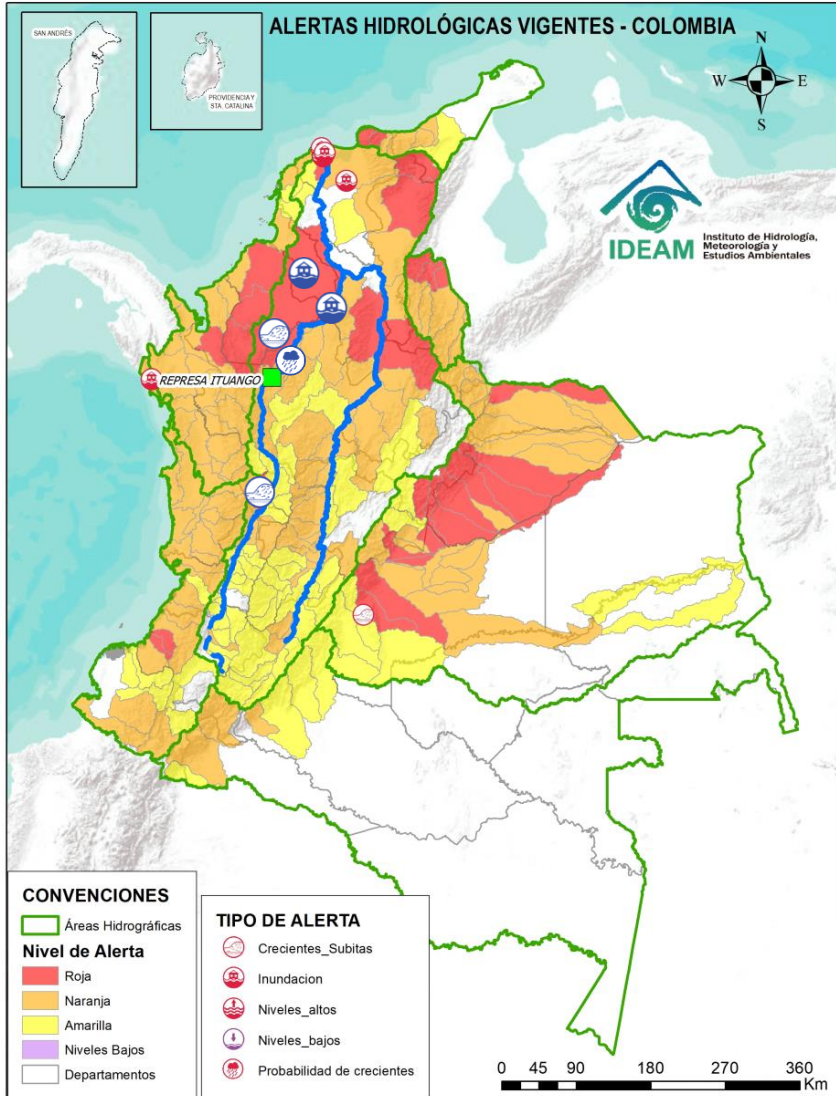 ALERTAS HIDROLÓGICAS VIGENTES - COLOMBIA
SAN ANDRÉS
PROVIDENCIA Y
STA. CATALINA
N
W
E
S
IDEAM
Instituto de Hidrología,
Meteorología y
Estudios Ambientales
REPRESA ITUANGO
CONVENCIONES
Áreas Hidrográficas
Nivel de Alerta
Roja
Naranja
Amarilla
Niveles Bajos
Departamentos
TIPO DE ALERTA
Crecientes_Subitas
Inundacion
Niveles_altos
Niveles_bajos
Probabilidad de crecientes
0 45 90 180 270 360
Km